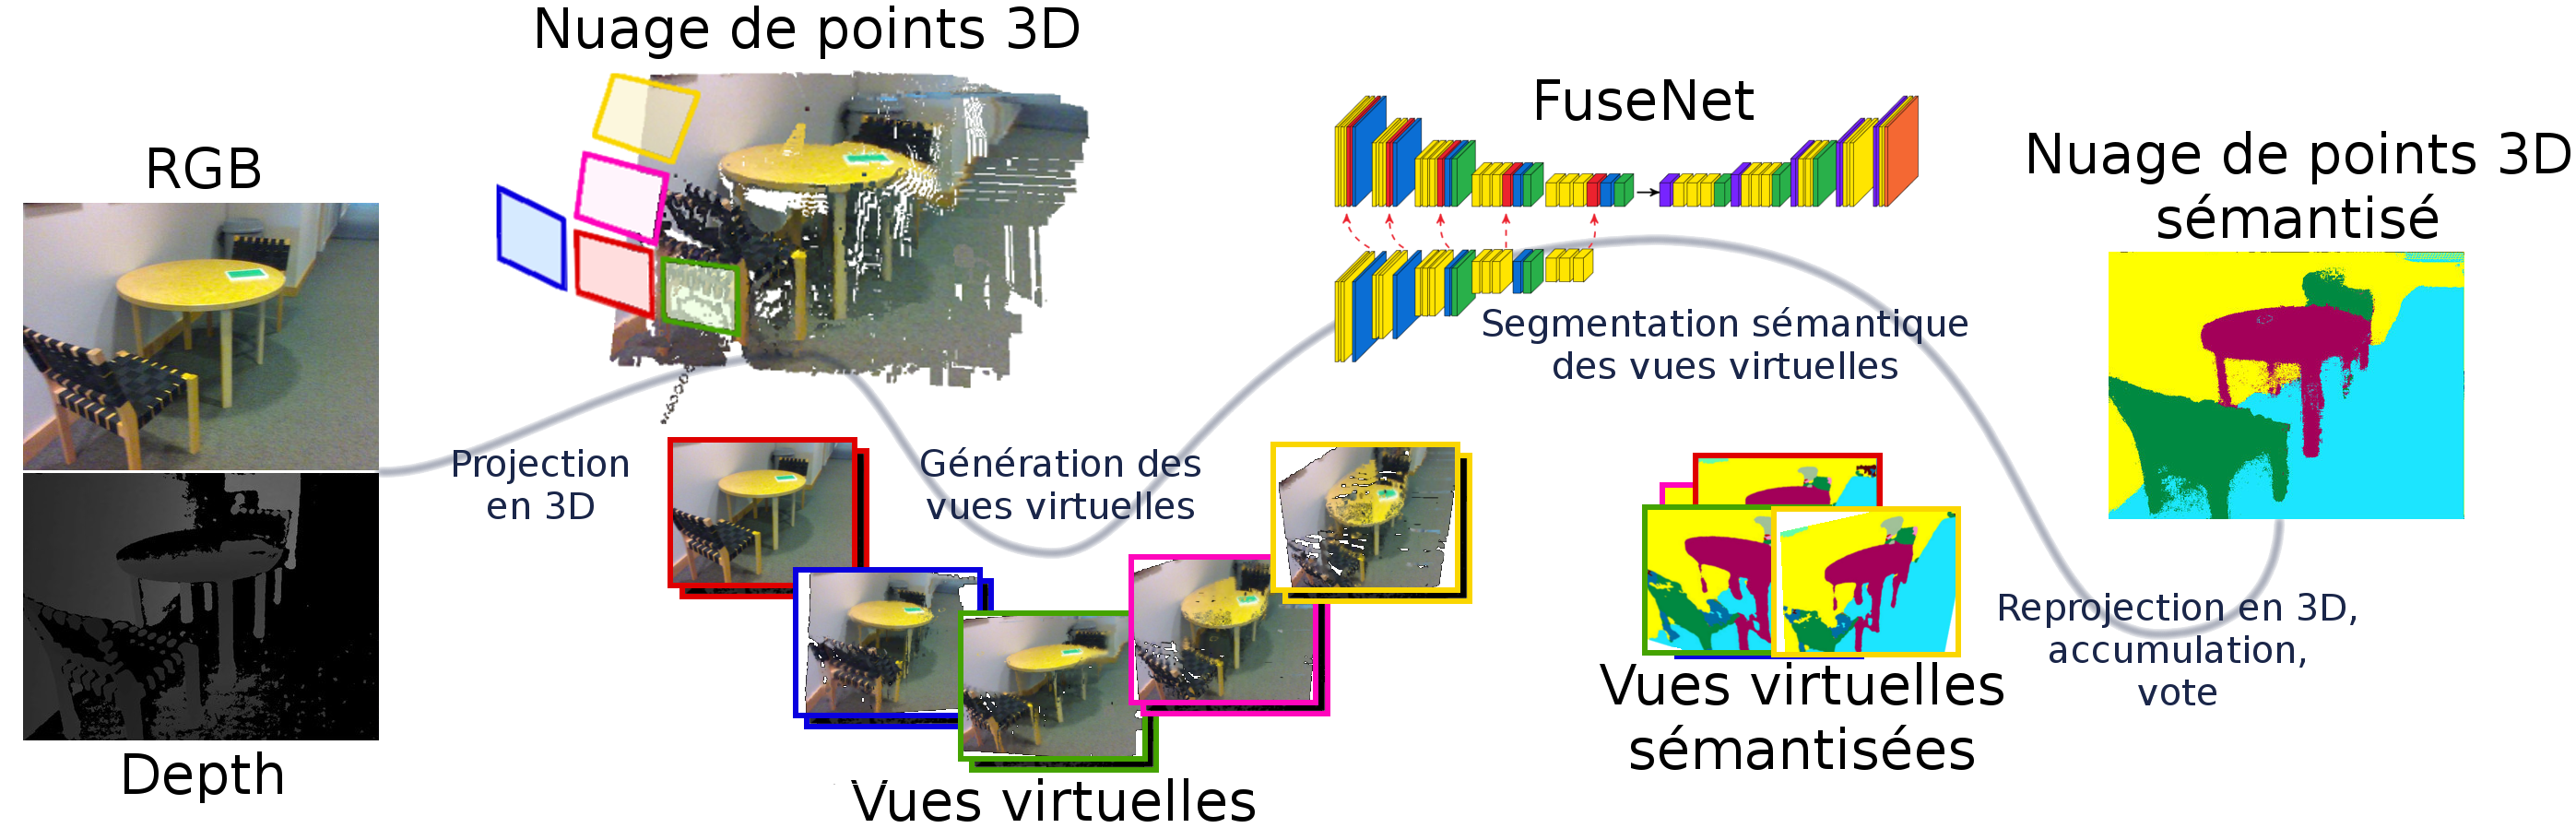 RGB
Depth
Projection
en 3D
Nuage de points 3D
Génération des
vues virtuelles
Vues virtuelles
FuseNet
Segmentation sémantique
des vues virtuelles
Vues virtuelles
sémantisées
Reprojection en 3D,
accumulation,
vote
Nuage de points 3D
sémantisé